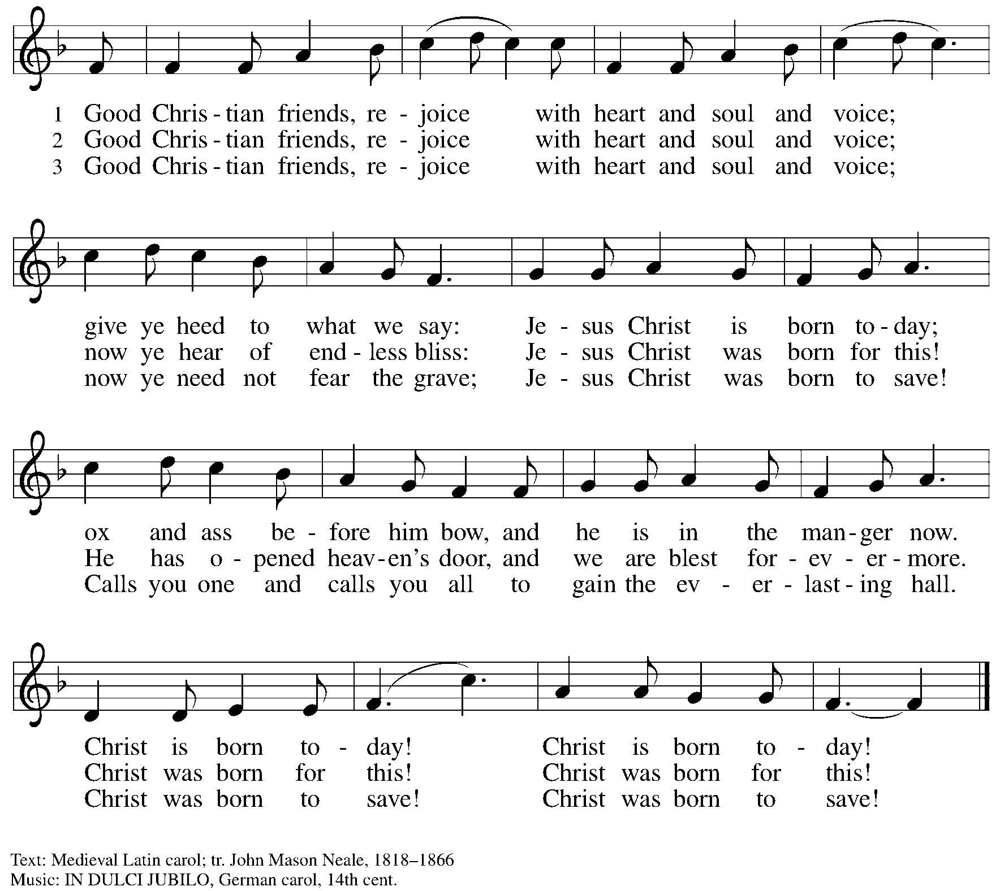 1 Good Chris - tian friends, re - joice with heart and soul and voice;
2 Good Chris - tian friends, re - joice with heart and soul and voice;
3 Good Chris - tian friends, re - joice with heart and soul and voice;
give ye heed to what we say: Je - sus Christ is born to - day;
now ye hear of end - less bliss: Je - sus Christ was born for this!
now ye need not fear the grave; Je - sus Christ was born to save!
ox and ass be - fore him bow, and he is in the man - ger now.
He has o - pened heav - en's door, and we are blest for - ev - er - more.
Calls you one and calls you all to gain the ev - er - last - ing hall.
Christ is born to - day! Christ is born to - day!
Christ was born for this! Christ was born for this!
Christ was born to save! Christ was born to save!
Text: Medieval Latin carol; tr. John Mason Neale, 1818–1866
Music: IN DULCI JUBILO, German carol, 14th cent.